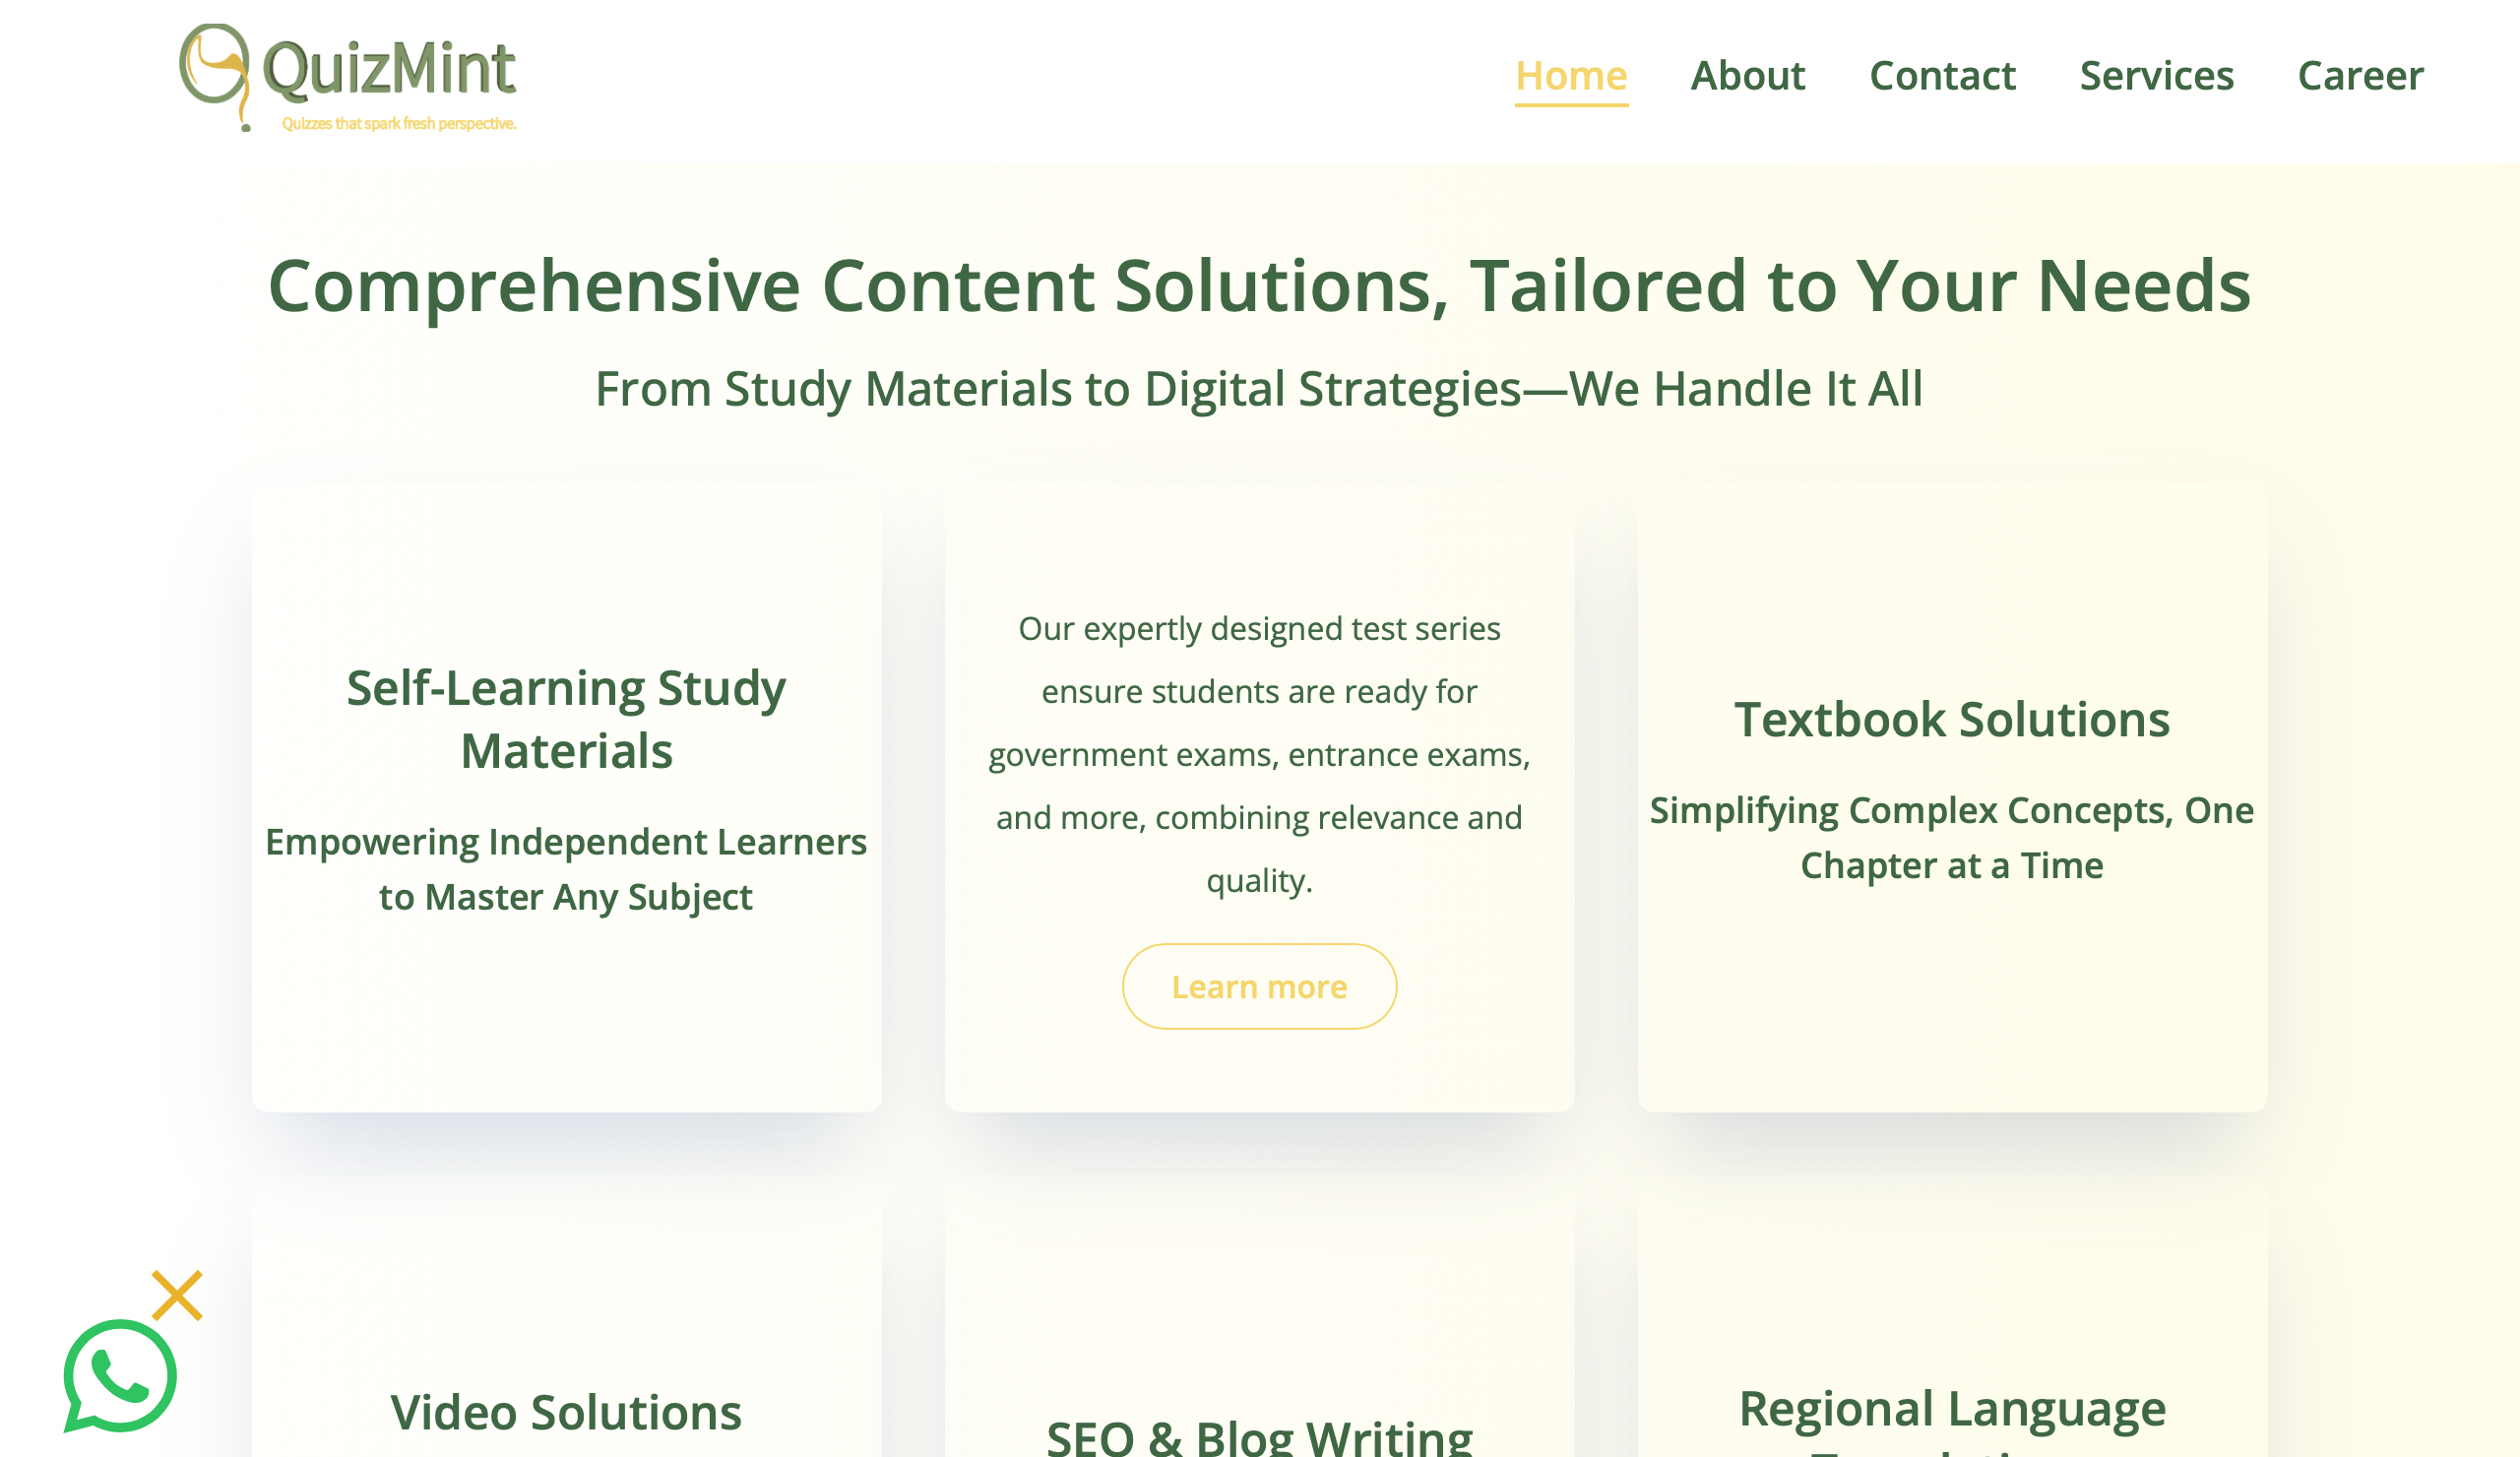 QuizMint
Quizzes that spark fresh perspective.
Home About Contact Services Career
Comprehensive Content Solutions, Tailored to Your Needs
From Study Materials to Digital Strategies—We Handle It All
Self-Learning Study
Materials
Empowering Independent Learners
to Master Any Subject
Our expertly designed test series
ensure students are ready for
government exams, entrance exams,
and more, combining relevance and
quality.
Learn more
Textbook Solutions
Simplifying Complex Concepts, One
Chapter at a Time
Video Solutions
SEO & Blog Writing
Regional Language